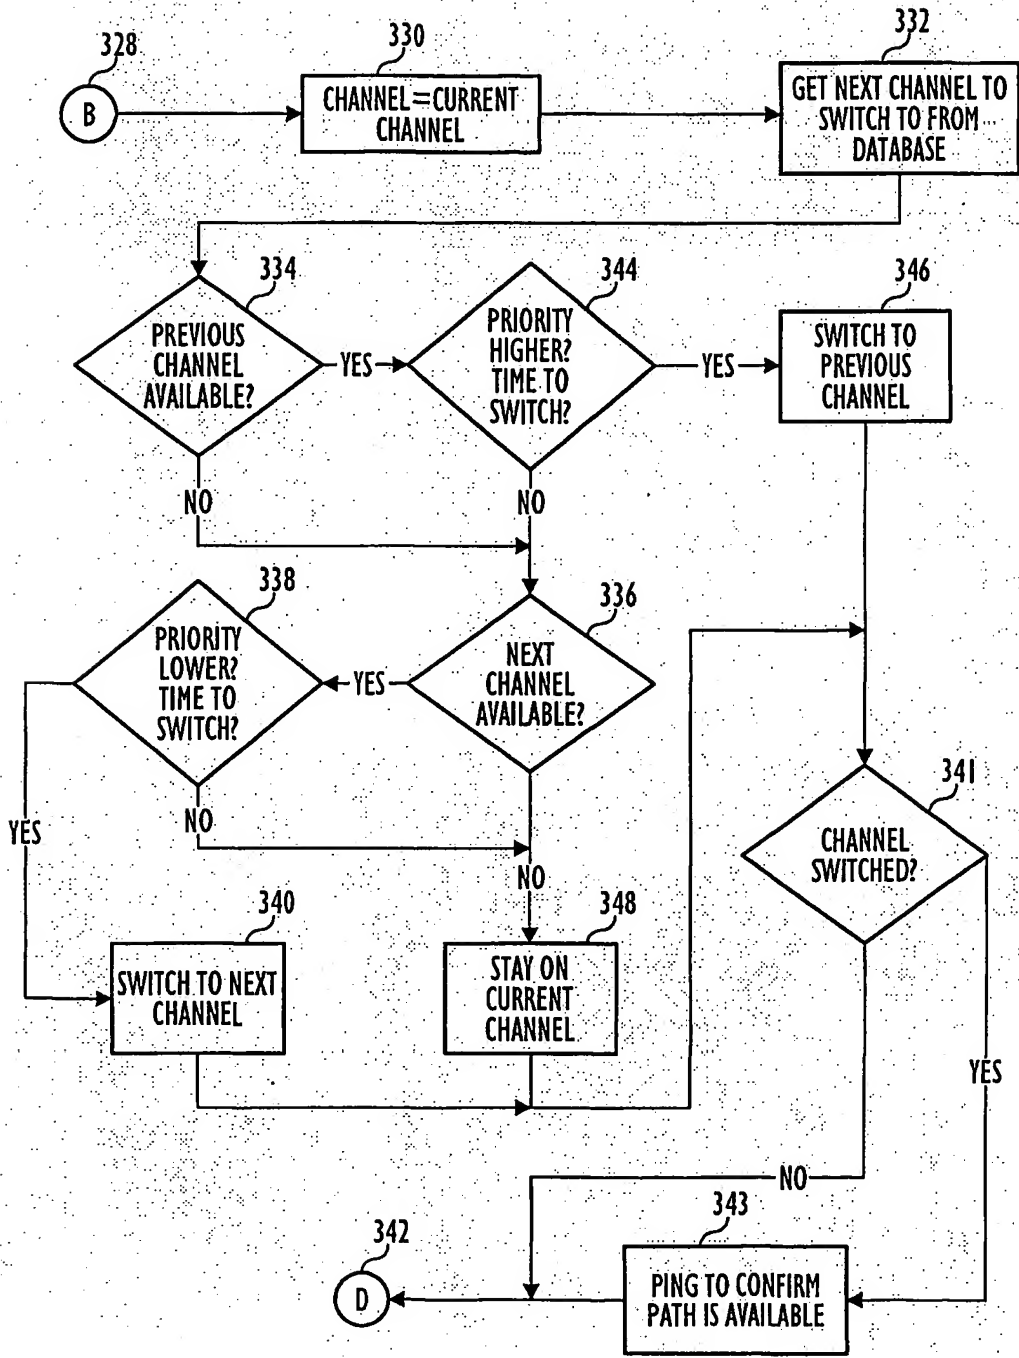 328
330
332
B
CHANNEL=CURRENT
CHANNEL
GET NEXT CHANNEL TO
SWITCH TO FROM
DATABASE
334
344
346
PREVIOUS
CHANNEL
AVAILABLE?
YES
PRIORITY
HIGHER?
TIME TO
SWITCH?
YES
SWITCH TO
PREVIOUS
CHANNEL
NO
NO
338
336
PRIORITY
LOWER?
TIME TO
SWITCH?
YES
NEXT
CHANNEL
AVAILABLE?
341
YES
NO
CHANNEL
SWITCHED?
NO
340
348
SWITCH TO NEXT
CHANNEL
STAY ON
CURRENT
CHANNEL
YES
NO
343
342
D
PING TO CONFIRM
PATH IS AVAILABLE